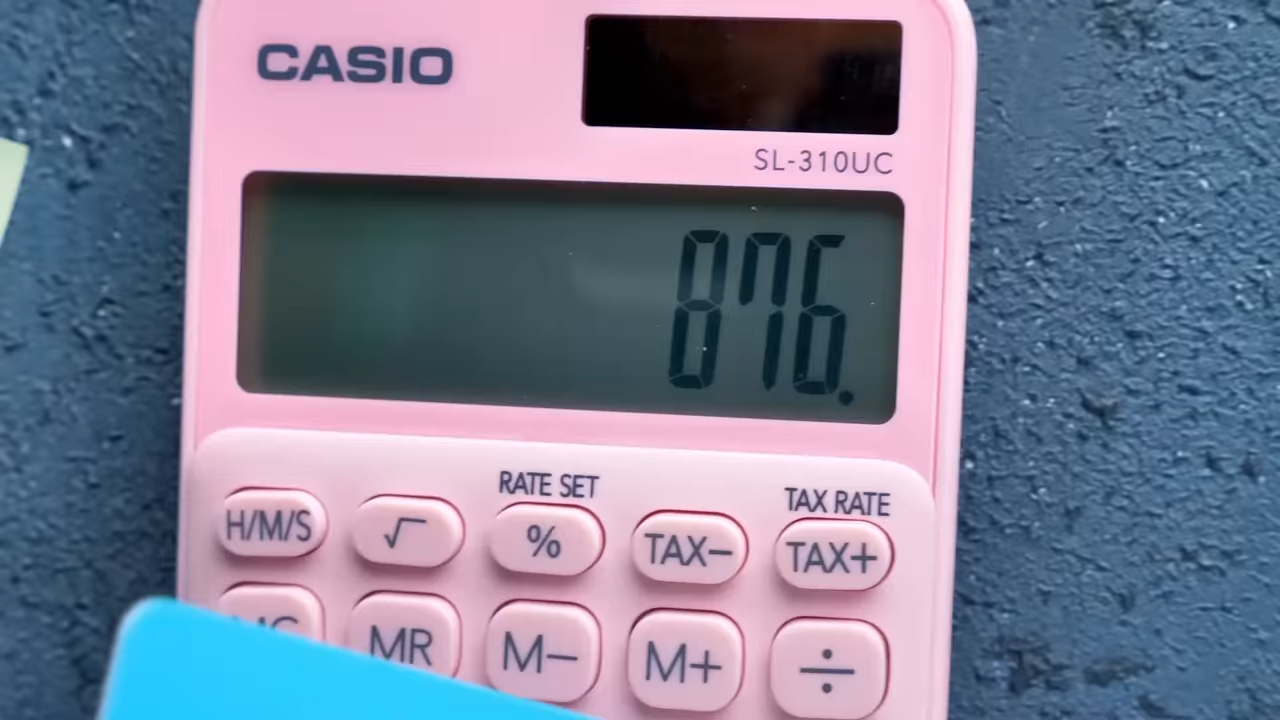 CASIO
SL-310UC
876.
RATE SET
TAX RATE
H/M/S √ % TAX− TAX+
MR M− M+ ÷